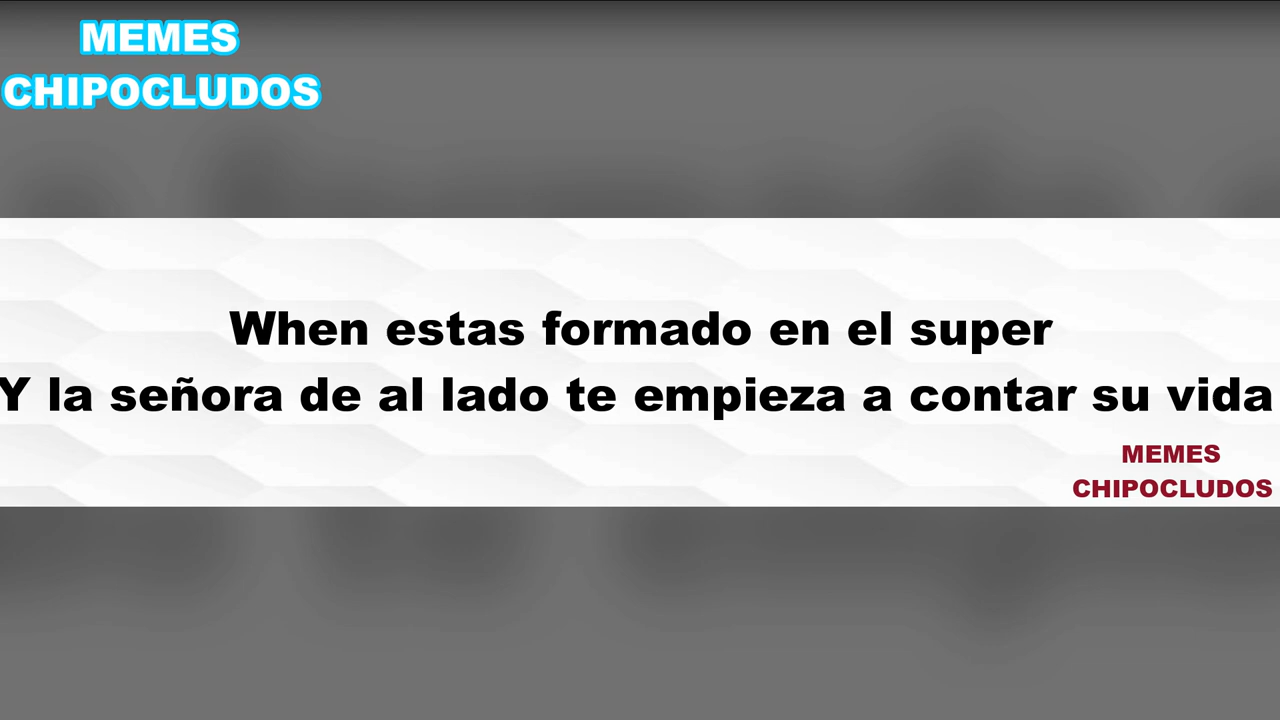 MEMES
CHIPOCLUDOS
When estas formado en el super
Y la señora de al lado te empieza a contar su vida
MEMES
CHIPOCLUDOS